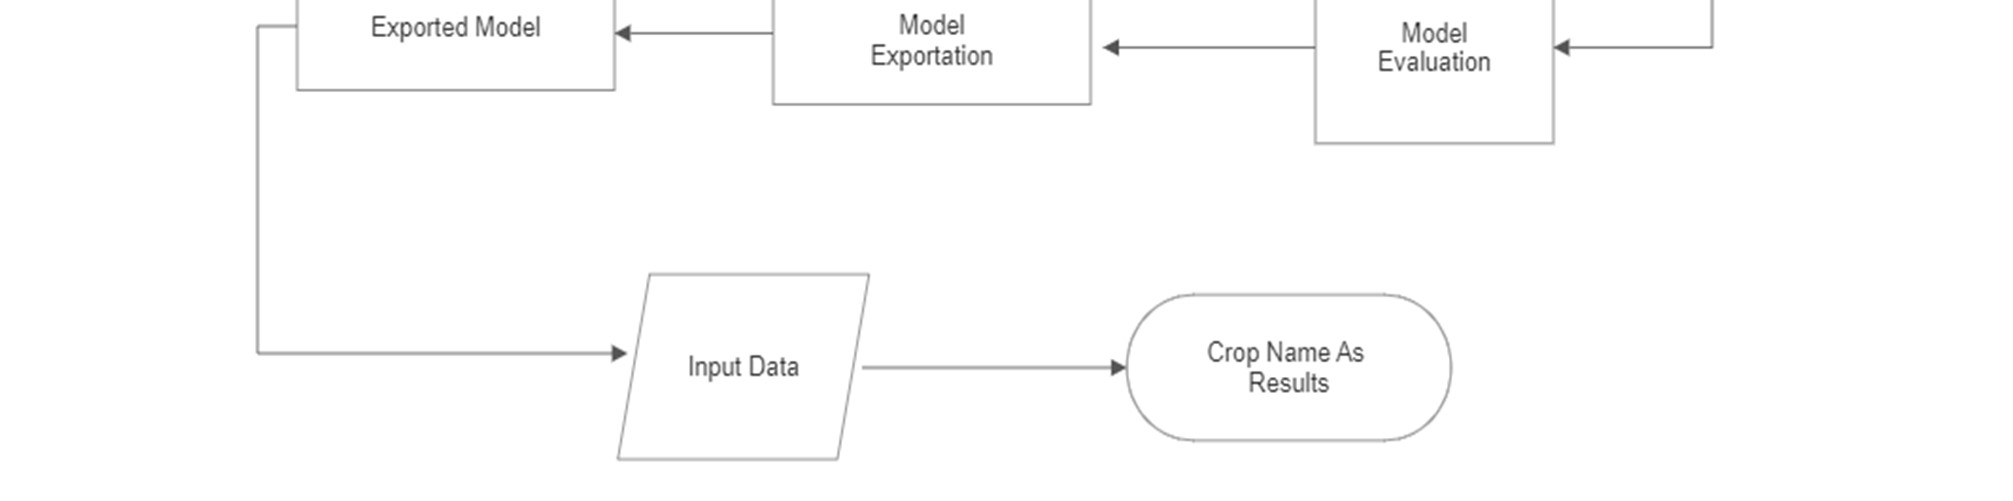 Exported Model
Model
Exportation
Model
Evaluation
Input Data
Crop Name As
Results